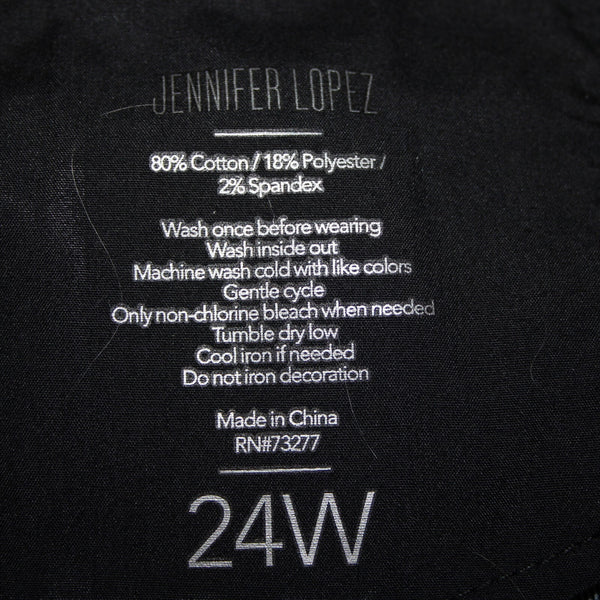 JENNIFER LOPEZ
80% Cotton / 18% Polyester /
2% Spandex
Wash once before wearing
Wash inside out
Machine wash cold with like colors
Gentle cycle
Only non-chlorine bleach when needed
Tumble dry low
Cool iron if needed
Do not iron decoration
Made in China
RN#73277
24W